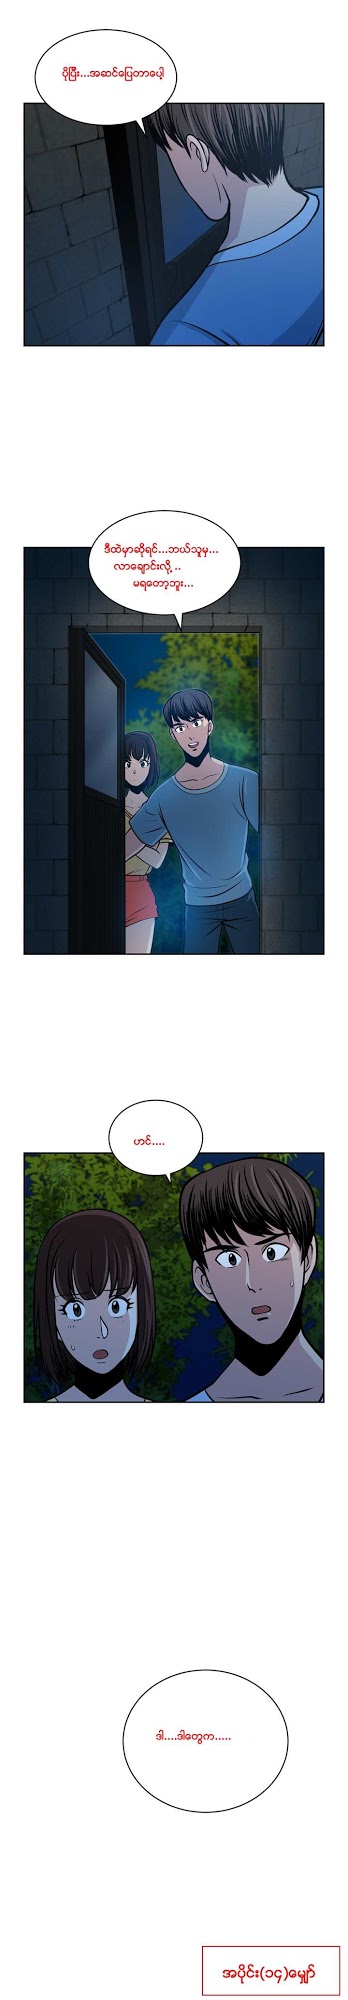 ပိုပြီး...အဆင်ပြေတာပေါ့
ဒီထဲမှာဆိုရင်...ဘယ်သူမှ...
လာချောင်းလို့ ..
မရတော့ဘူး...
ဟင်....
ဒါ....ဒါတွေက.....
အပိုင်း(၁၄)မျှော်